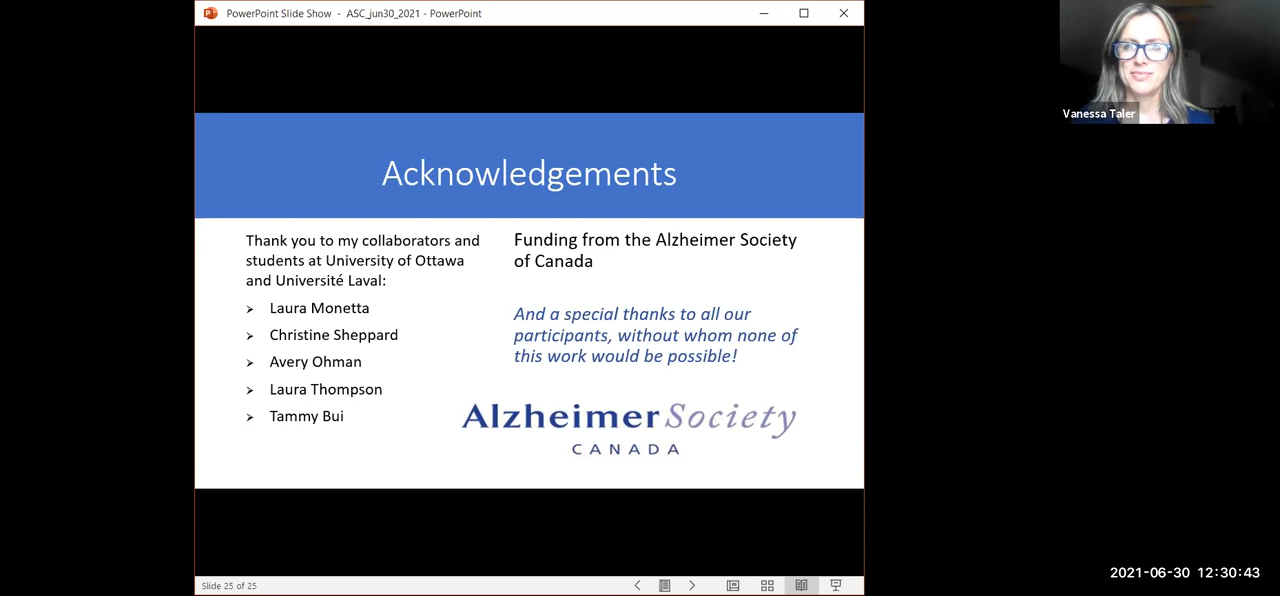 PowerPoint Slide Show - ASC_jun30_2021 - PowerPoint
Vanessa Taler
Acknowledgements
Thank you to my collaborators and
students at University of Ottawa
and Université Laval:
Laura Monetta
Christine Sheppard
Avery Ohman
Laura Thompson
Tammy Bui
Funding from the Alzheimer Society
of Canada
And a special thanks to all our
participants, without whom none of
this work would be possible!
Alzheimer Society
CANADA
Slide 25 of 25
2021-06-30 12:30:43